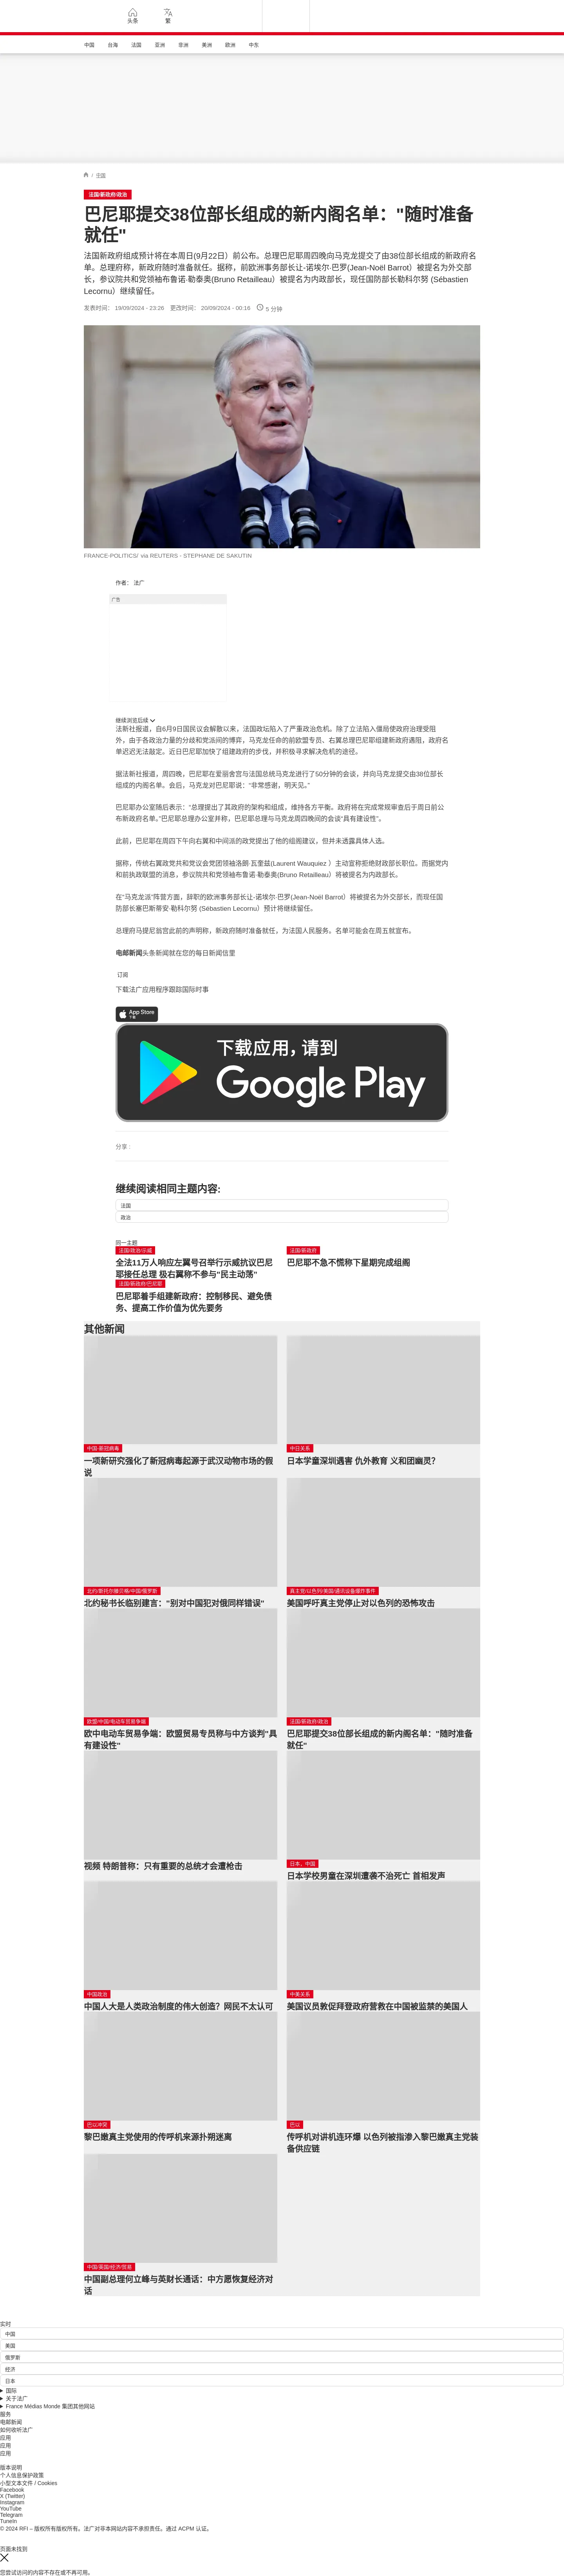 头条
繁
中国
台海
法国
亚洲
非洲
美洲
欧洲
中东
/ 法国
法国/新政府/政治
巴尼耶提交38位部长组成的新内阁名单："随时准备
就任"
法国新政府组成预计将在本周日(9月22日）前公布。总理巴尼耶周四晚向马克龙提交了由38位部长组成的新政府名
单。总理府称，新政府随时准备就任。据称，前欧洲事务部长让-诺埃尔·巴罗(Jean-Noël Barrot）被提名为外交部
长，参议院共和党领袖布鲁诺·勒泰奥(Bruno Retailleau）被提名为内政部长，现任国防部长勒科尔努 (Sébastien
Lecornu）继续留任。
发表时间： 19/09/2024 - 23:26 更改时间： 20/09/2024 - 00:16 5 分钟
FRANCE-POLITICS/ via REUTERS - STEPHANE DE SAKUTIN
作者： 法广
广告
继续浏览后续
法新社报道，自6月9日国民议会解散以来，法国政坛陷入了严重政治危机。除了立法陷入僵局使政府治理受阻
外，由于各政治力量的分歧和党派间的博弈，马克龙任命的前欧盟专员、右翼总理巴尼耶组建新政府遇阻，政府名
单迟迟无法敲定。近日巴尼耶加快了组建政府的步伐，并积极寻求解决危机的途径。
据法新社报道，周四晚，巴尼耶在爱丽舍宫与法国总统马克龙进行了50分钟的会谈，并向马克龙提交由38位部长
组成的内阁名单。会后，马克龙对巴尼耶说："非常感谢，明天见。"
巴尼耶办公室随后表示："总理提出了其政府的架构和组成，维持各方平衡。政府将在完成常规审查后于周日前公
布新政府名单。"巴尼耶总理办公室并称，巴尼耶总理与马克龙周四晚间的会谈"具有建设性"。
此前，巴尼耶在周四下午向右翼和中间派的政党提出了他的组阁建议，但并未透露具体人选。
据称，传统右翼政党共和党议会党团领袖洛朗·瓦奎兹(Laurent Wauquiez ）主动宣称拒绝财政部长职位。而据党内
和前执政联盟的消息，参议院共和党领袖布鲁诺·勒泰奥(Bruno Retailleau）将被提名为内政部长。
在"马克龙派"阵营方面，辞职的欧洲事务部长让-诺埃尔·巴罗(Jean-Noël Barrot）将被提名为外交部长，而现任国
防部长塞巴斯蒂安·勒科尔努 (Sébastien Lecornu）预计将继续留任。
总理府马提尼翁宫此前的声明称，新政府随时准备就任，为法国人民服务。名单可能会在周五就宣布。
电邮新闻头条新闻就在您的每日新闻信里
订阅
下载法广应用程序跟踪国际时事
App Store
下载
下载应用，请到
Google Play
分享 :
继续阅读相同主题内容:
法国
政治
同一主题
法国/政治/示威
全法11万人响应左翼号召举行示威抗议巴尼
耶接任总理 极右翼称不参与"民主动荡"
法国/新政府
巴尼耶不急不慌称下星期完成组阁
法国/新政府/巴尼耶
巴尼耶着手组建新政府：控制移民、避免债
务、提高工作价值为优先要务
其他新闻
中国-新冠病毒
一项新研究强化了新冠病毒起源于武汉动物市场的假
说
中日关系
日本学童深圳遇害 仇外教育 义和团幽灵?
北约/斯托尔滕贝格/中国/俄罗斯
北约秘书长临别建言："别对中国犯对俄同样错误"
真主党/以色列/美国/通讯设备爆炸事件
美国呼吁真主党停止对以色列的恐怖攻击
欧盟/中国/电动车贸易争端
欧中电动车贸易争端：欧盟贸易专员称与中方谈判"具
有建设性"
法国/新政府/政治
巴尼耶提交38位部长组成的新内阁名单："随时准备
就任"
视频 特朗普称：只有重要的总统才会遭枪击
日本，中国
日本学校男童在深圳遭袭不治死亡 首相发声
中国政治
中国人大是人类政治制度的伟大创造？网民不太认可
中美关系
美国议员敦促拜登政府营救在中国被监禁的美国人
巴以冲突
黎巴嫩真主党使用的传呼机来源扑朔迷离
巴以
传呼机对讲机连环爆 以色列被指渗入黎巴嫩真主党装
备供应链
中国/英国/经济/贸易
中国副总理何立峰与英财长通话：中方愿恢复经济对
话
实时
中国
美国
俄罗斯
经济
日本
国际
关于法广
France Médias Monde 集团其他网站
服务
电邮新闻
如何收听法广
应用
应用
应用
版本说明
个人信息保护政策
小型文本文件 / Cookies
Facebook
X (Twitter)
Instagram
YouTube
Telegram
TuneIn
© 2024 RFI – 版权所有版权所有。法广对非本网站内容不承担责任。通过 ACPM 认证。
页面未找到
您尝试访问的内容不存在或不再可用。